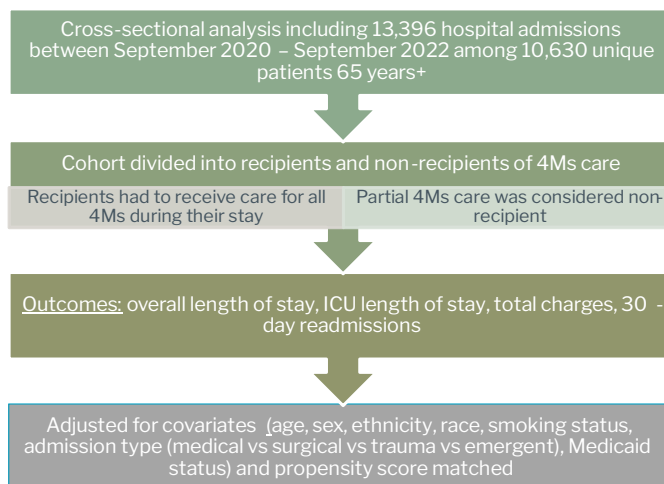 Cross-sectional analysis including 13,396 hospital admissions
between September 2020 – September 2022 among 10,630 unique
patients 65 years+
Cohort divided into recipients and non-recipients of 4Ms care
Recipients had to receive care for all
4Ms during their stay
Partial 4Ms care was considered non-
recipient
Outcomes: overall length of stay, ICU length of stay, total charges, 30 -
day readmissions
Adjusted for covariates (age, sex, ethnicity, race, smoking status,
admission type (medical vs surgical vs trauma vs emergent), Medicaid
status) and propensity score matched